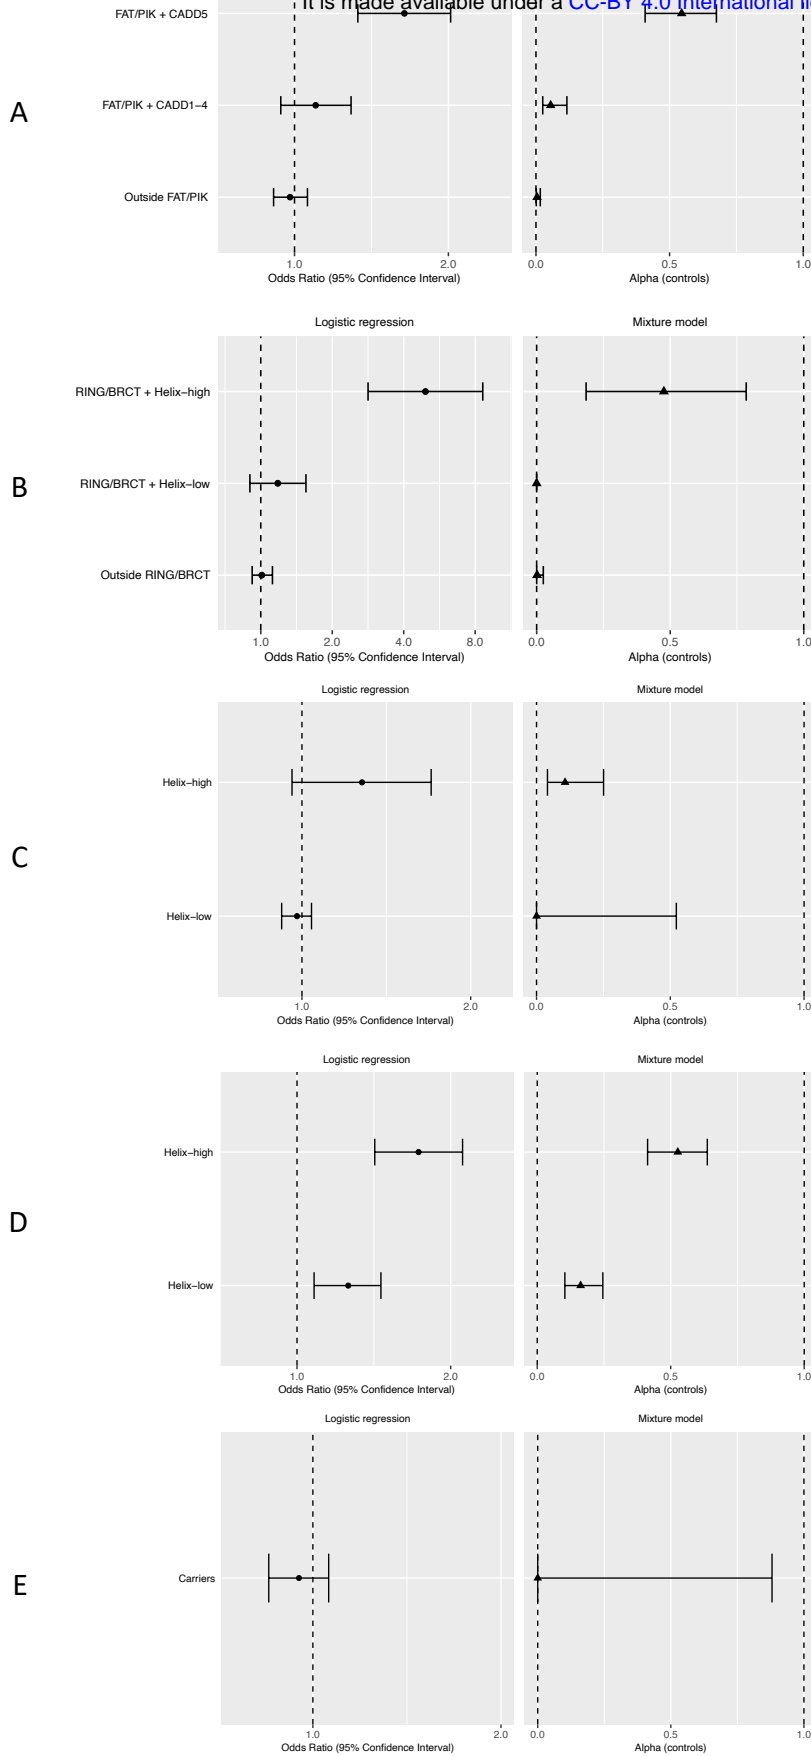 It is made available under a CC-BY 4.0 International
FAT/PIK + CADD5
A
FAT/PIK + CADD1−4
Outside FAT/PIK
1.0 2.0 0.0 0.5 1.0
Odds Ratio (95% Confidence Interval) Alpha (controls)
Logistic regression Mixture model
RING/BRCT + Helix−high
B RING/BRCT + Helix−low
Outside RING/BRCT
1.0 2.0 4.0 8.0 0.0 0.5 1.0
Odds Ratio (95% Confidence Interval) Alpha (controls)
Logistic regression Mixture model
Helix−high
C
Helix−low
1.0 2.0 0.0 0.5 1.0
Odds Ratio (95% Confidence Interval) Alpha (controls)
Logistic regression Mixture model
Helix−high
D
Helix−low
1.0 2.0 0.0 0.5 1.0
Odds Ratio (95% Confidence Interval) Alpha (controls)
Logistic regression Mixture model
E Carriers
1.0 2.0 0.0 0.5 1.0
Odds Ratio (95% Confidence Interval) Alpha (controls)